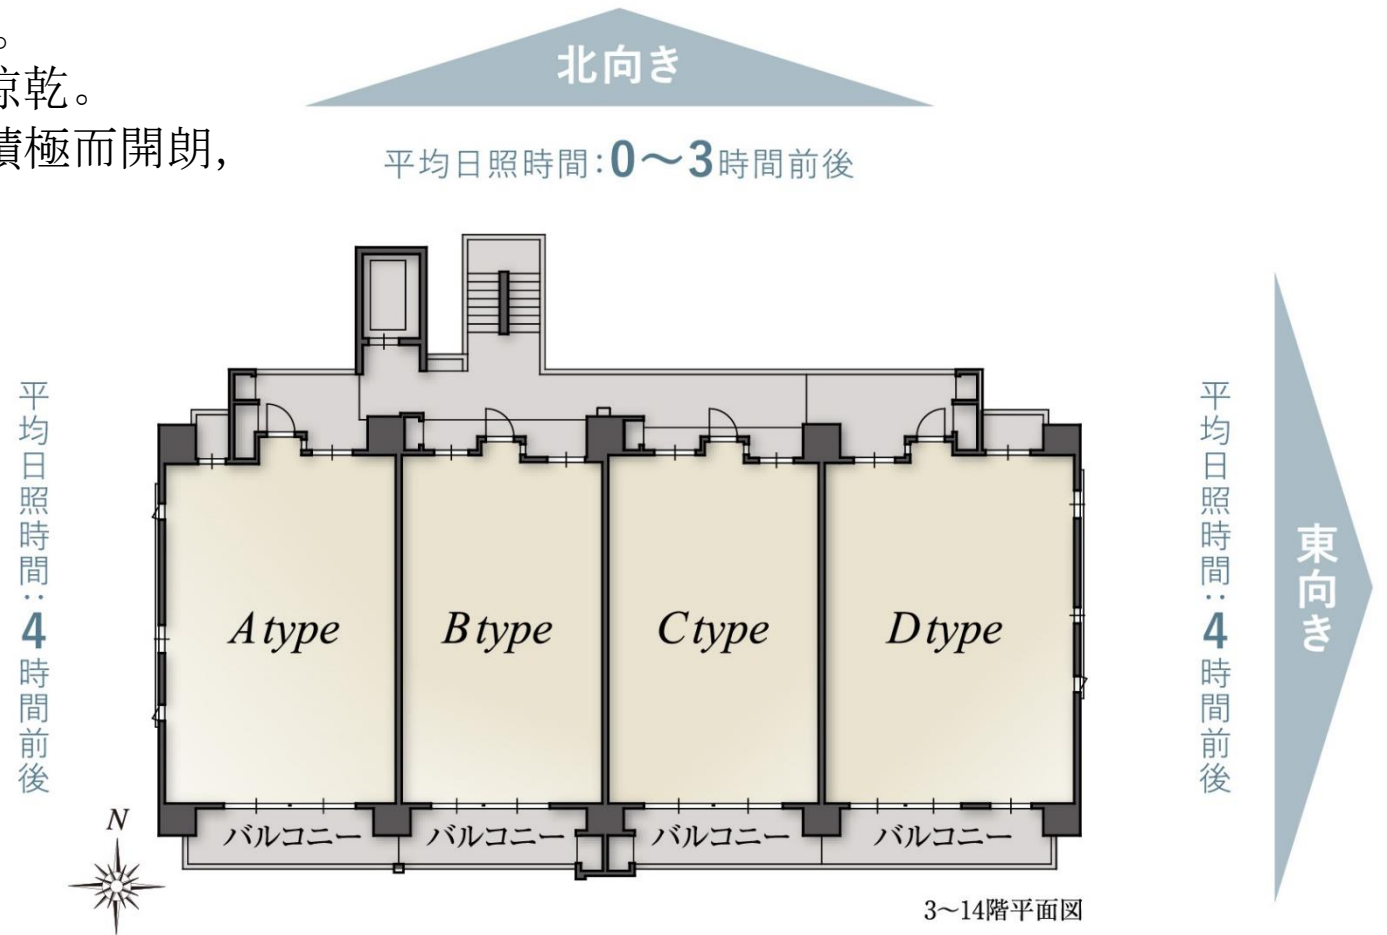 。
涼乾。
積極而開朗,
北向き
平均日照時間:0〜3時間前後
平均日照時間:4時間前後
平均日照時間:4時間前後
東向き
A type
B type
C type
D type
バルコニー
バルコニー
バルコニー
バルコニー
N
3〜14階平面図